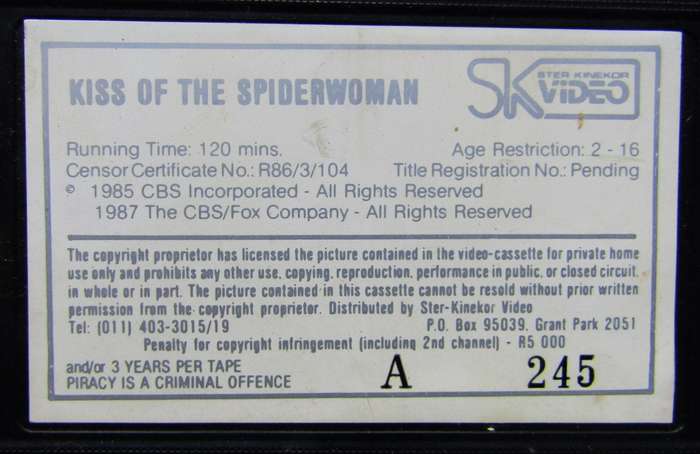 KISS OF THE SPIDERWOMAN
SK STER KINEKOR VIDEO
Running Time: 120 mins. Age Restriction: 2 - 16
Censor Certificate No.: R86/3/104 Title Registration No.: Pending
© 1985 CBS Incorporated - All Rights Reserved
1987 The CBS/Fox Company - All Rights Reserved
The copyright proprietor has licensed the picture contained in the video-cassette for private home
use only and prohibits any other use, copying, reproduction, performance in public, or closed circuit,
in whole or in part. The picture contained in this cassette cannot be resold without prior written
permission from the copyright proprietor. Distributed by Ster-Kinekor Video
Tel: (011) 403-3015/19 P.O. Box 95039, Grant Park 2051
Penalty for copyright infringement (including 2nd channel) - R5 000
and/or 3 YEARS PER TAPE
PIRACY IS A CRIMINAL OFFENCE A 245